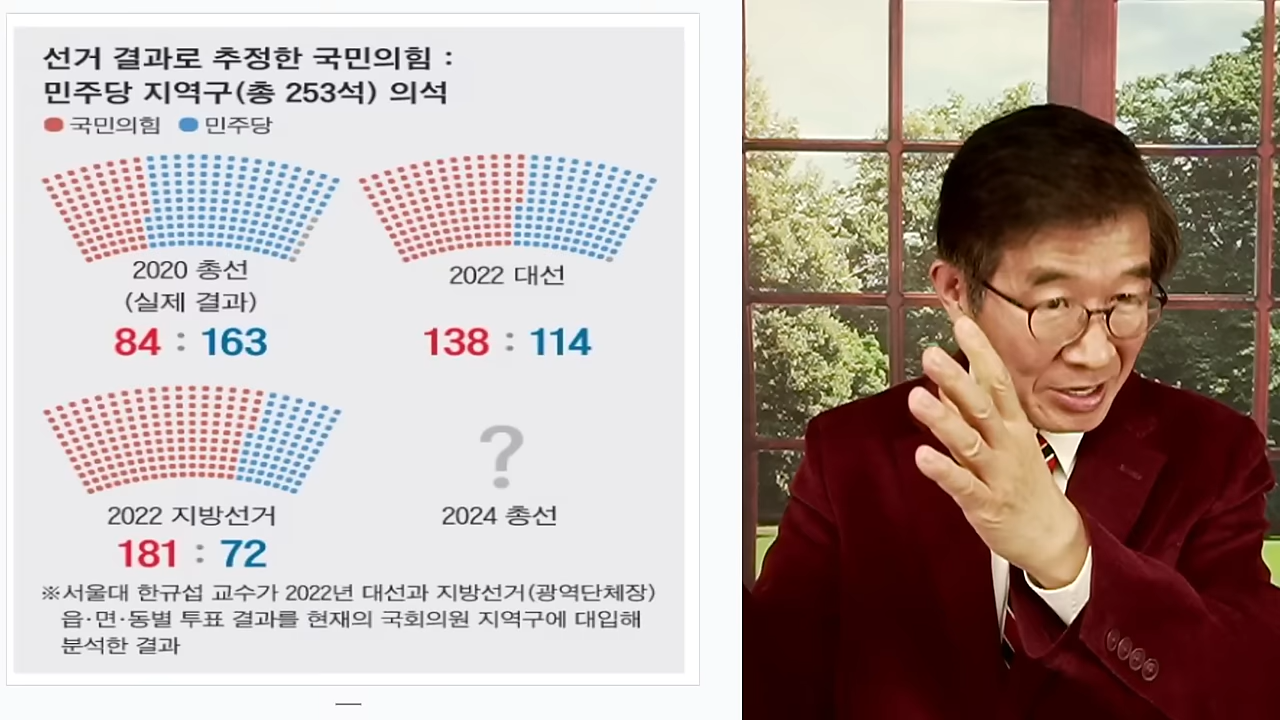 선거 결과로 추정한 국민의힘 :
민주당 지역구(총 253석) 의석
국민의힘 민주당
2020 총선
(실제 결과)
84 : 163
2022 대선
138 : 114
2022 지방선거
181 : 72
?
2024 총선
※서울대 한규섭 교수가 2022년 대선과 지방선거(광역단체장)
읍·면·동별 투표 결과를 현재의 국회의원 지역구에 대입해
분석한 결과